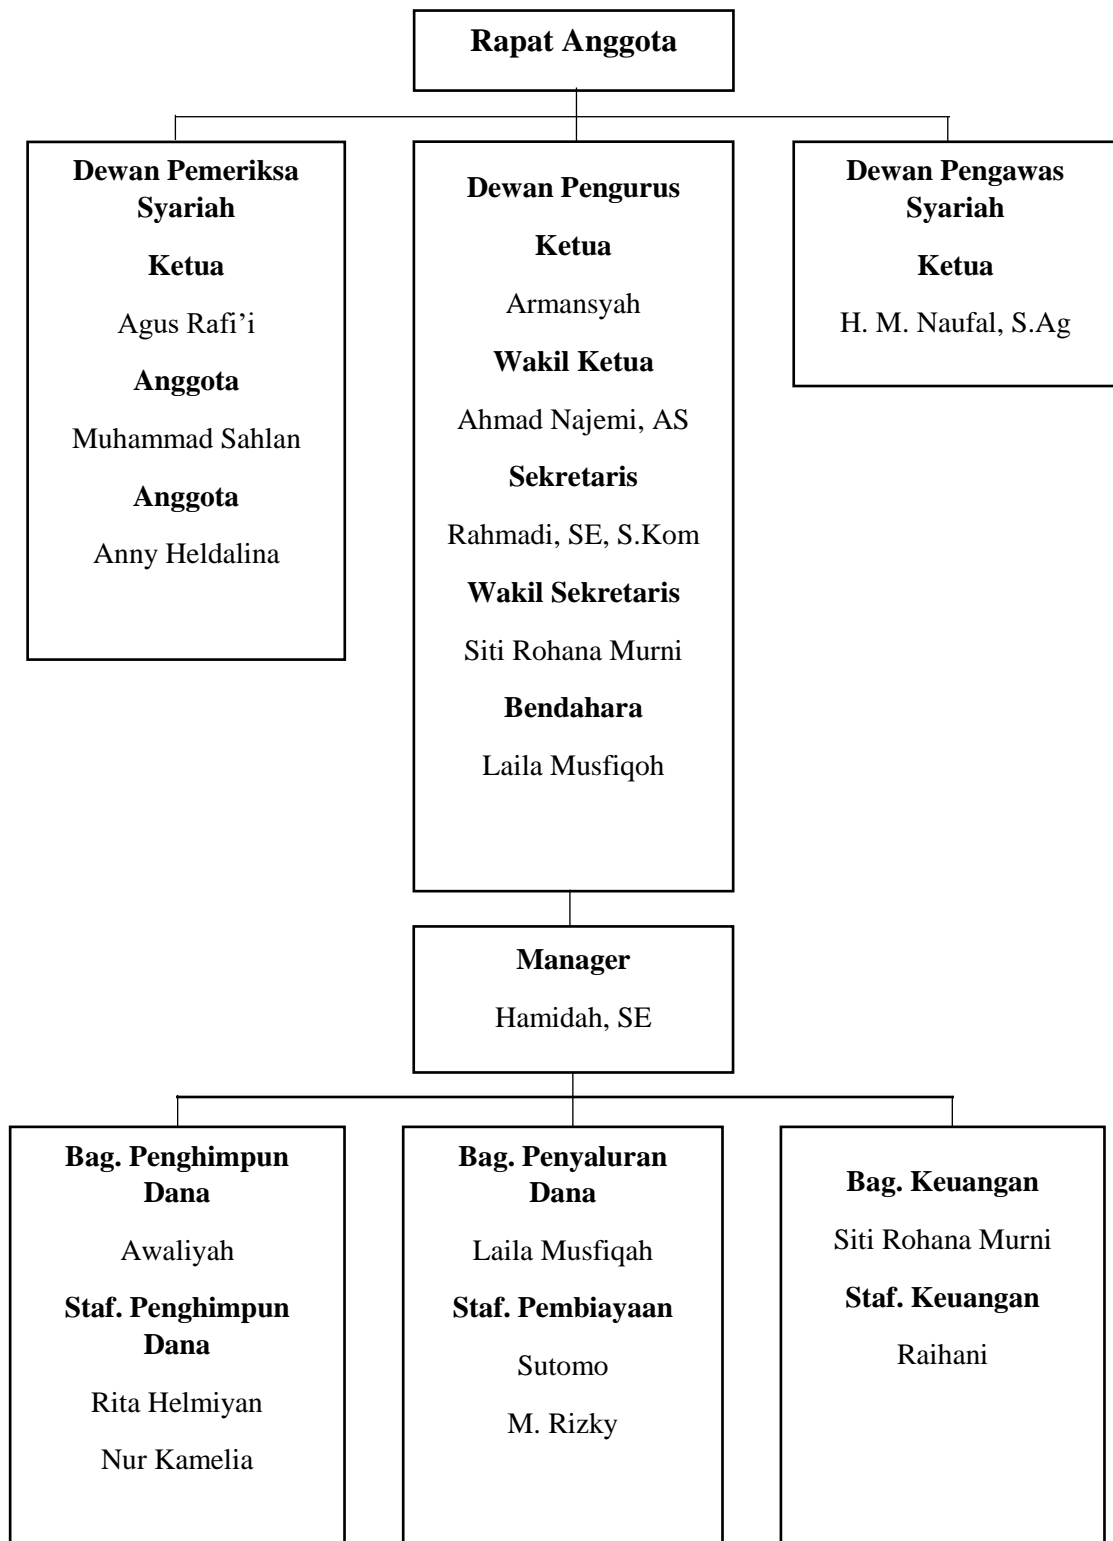 Rapat Anggota
Dewan Pemeriksa
Syariah
Ketua
Agus Rafi’i
Anggota
Muhammad Sahlan
Anggota
Anny Heldalina
Dewan Pengurus
Ketua
Armansyah
Wakil Ketua
Ahmad Najemi, AS
Sekretaris
Rahmadi, SE, S.Kom
Wakil Sekretaris
Siti Rohana Murni
Bendahara
Laila Musfiqoh
Dewan Pengawas
Syariah
Ketua
H. M. Naufal, S.Ag
Manager
Hamidah, SE
Bag. Penghimpun
Dana
Awaliyah
Staf. Penghimpun
Dana
Rita Helmiyan
Nur Kamelia
Bag. Penyaluran
Dana
Laila Musfiqah
Staf. Pembiayaan
Sutomo
M. Rizky
Bag. Keuangan
Siti Rohana Murni
Staf. Keuangan
Raihani